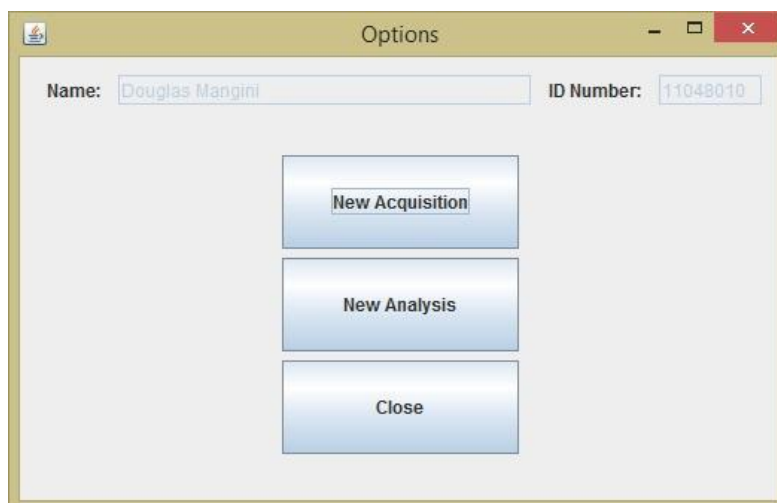 Options
Name: Douglas Mangini ID Number: 11048010
New Acquisition
New Analysis
Close